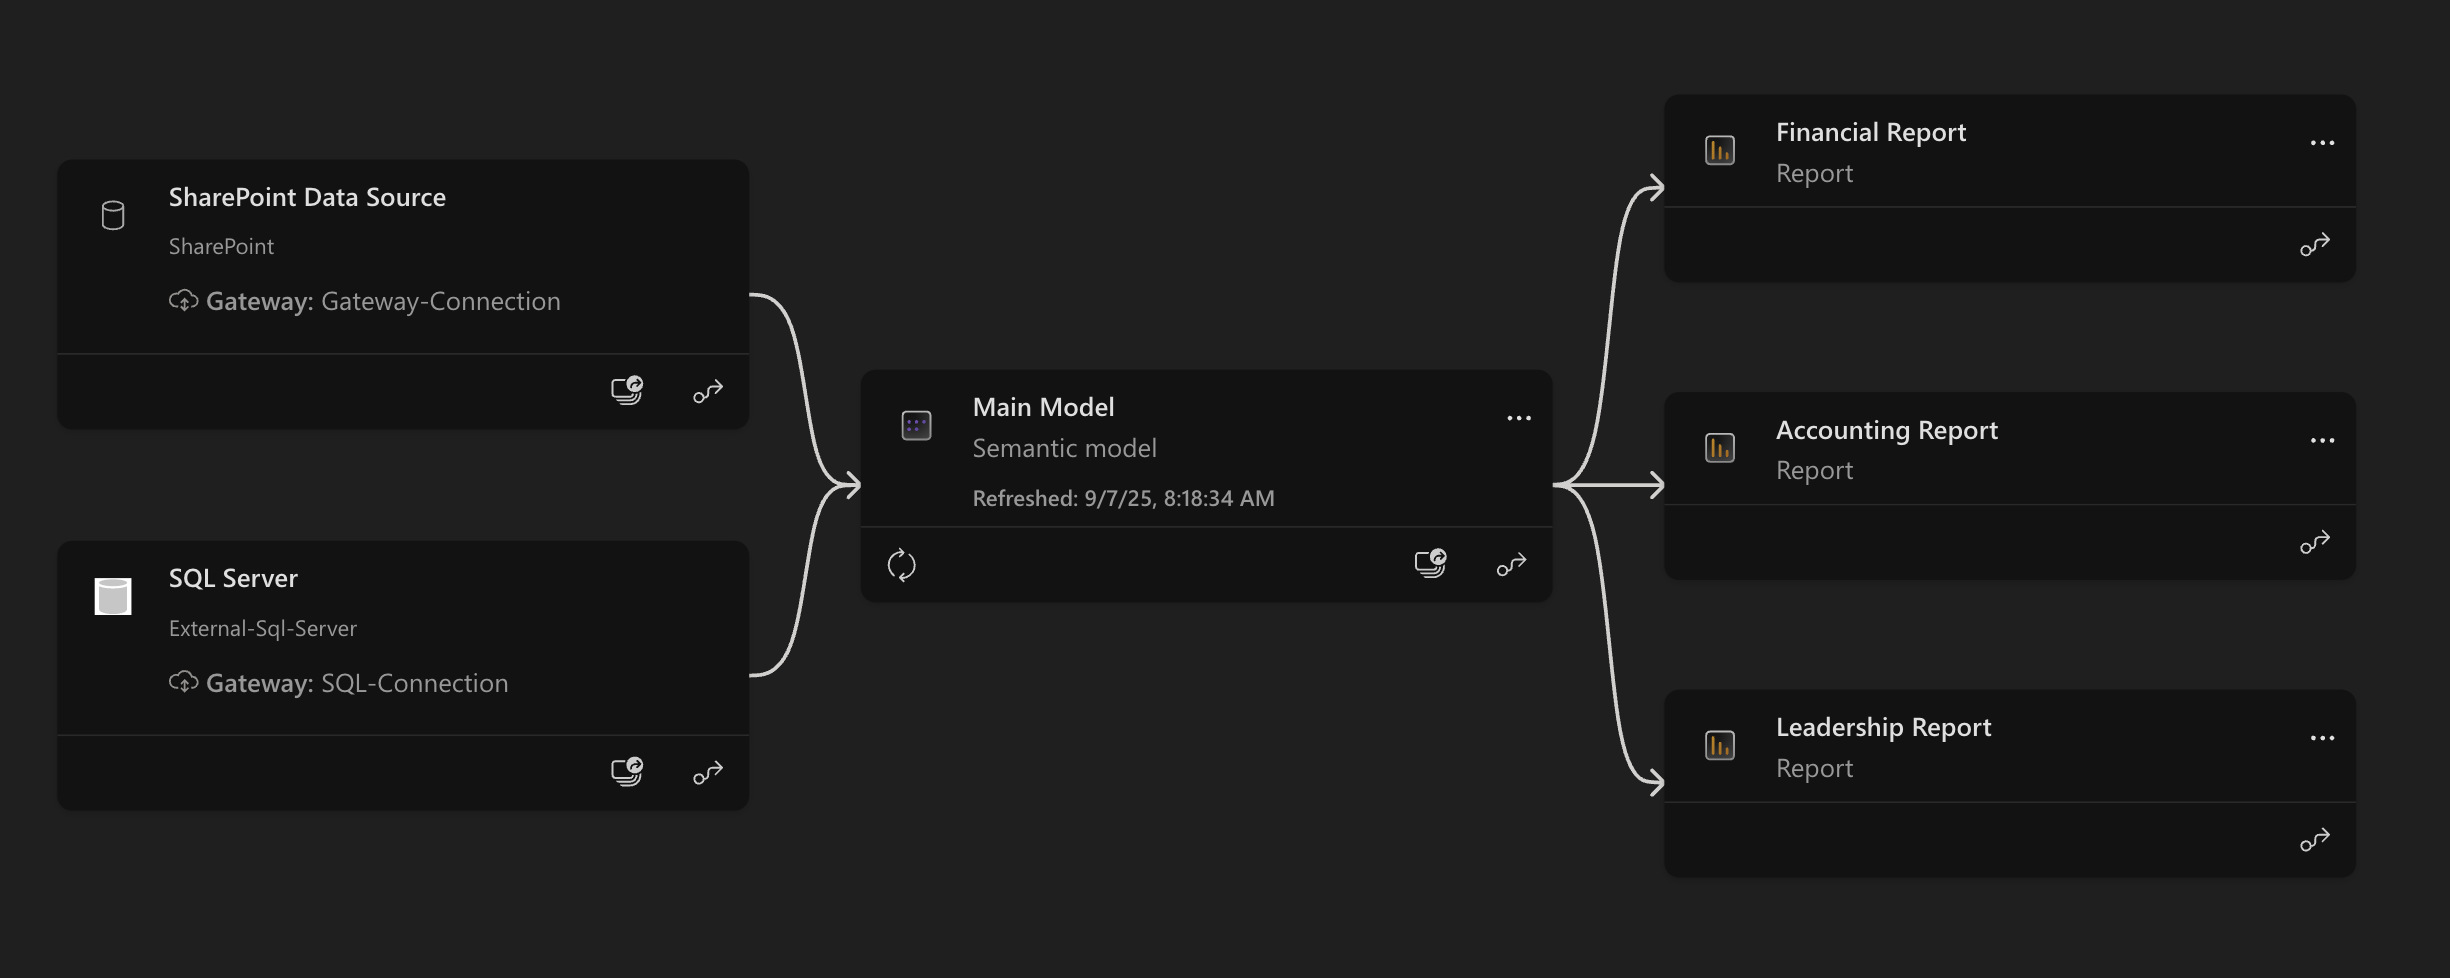 SharePoint Data Source
SharePoint
Gateway: Gateway-Connection
SQL Server
External-Sql-Server
Gateway: SQL-Connection
Main Model
Semantic model
Refreshed: 9/7/25, 8:18:34 AM
Financial Report
Report
Accounting Report
Report
Leadership Report
Report